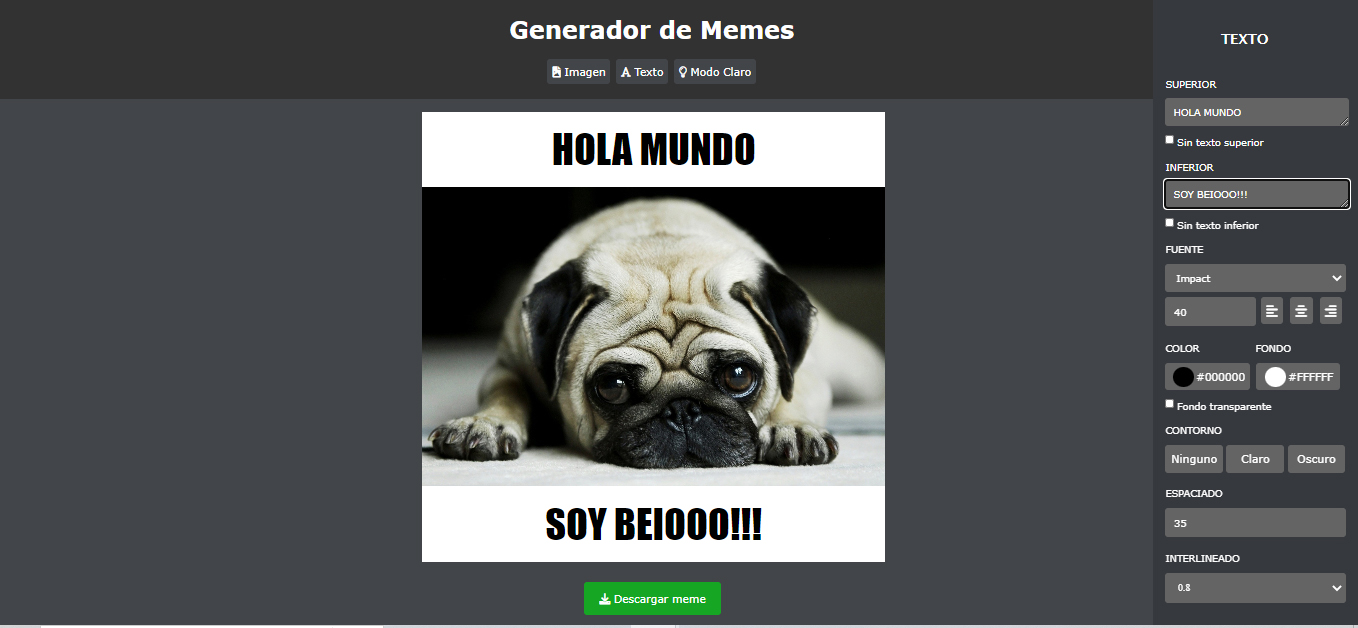 Generador de Memes
Imagen
Texto
Modo Claro
HOLA MUNDO
SOY BEIOOO!!!
Descargar meme
TEXTO
SUPERIOR
HOLA MUNDO
Sin texto superior
INFERIOR
SOY BEIOOO!!!
Sin texto inferior
FUENTE
Impact
40
COLOR FONDO
#000000 #FFFFFF
Fondo transparente
CONTORNO
Ninguno Claro Oscuro
ESPACIADO
35
INTERLINEADO
0.8